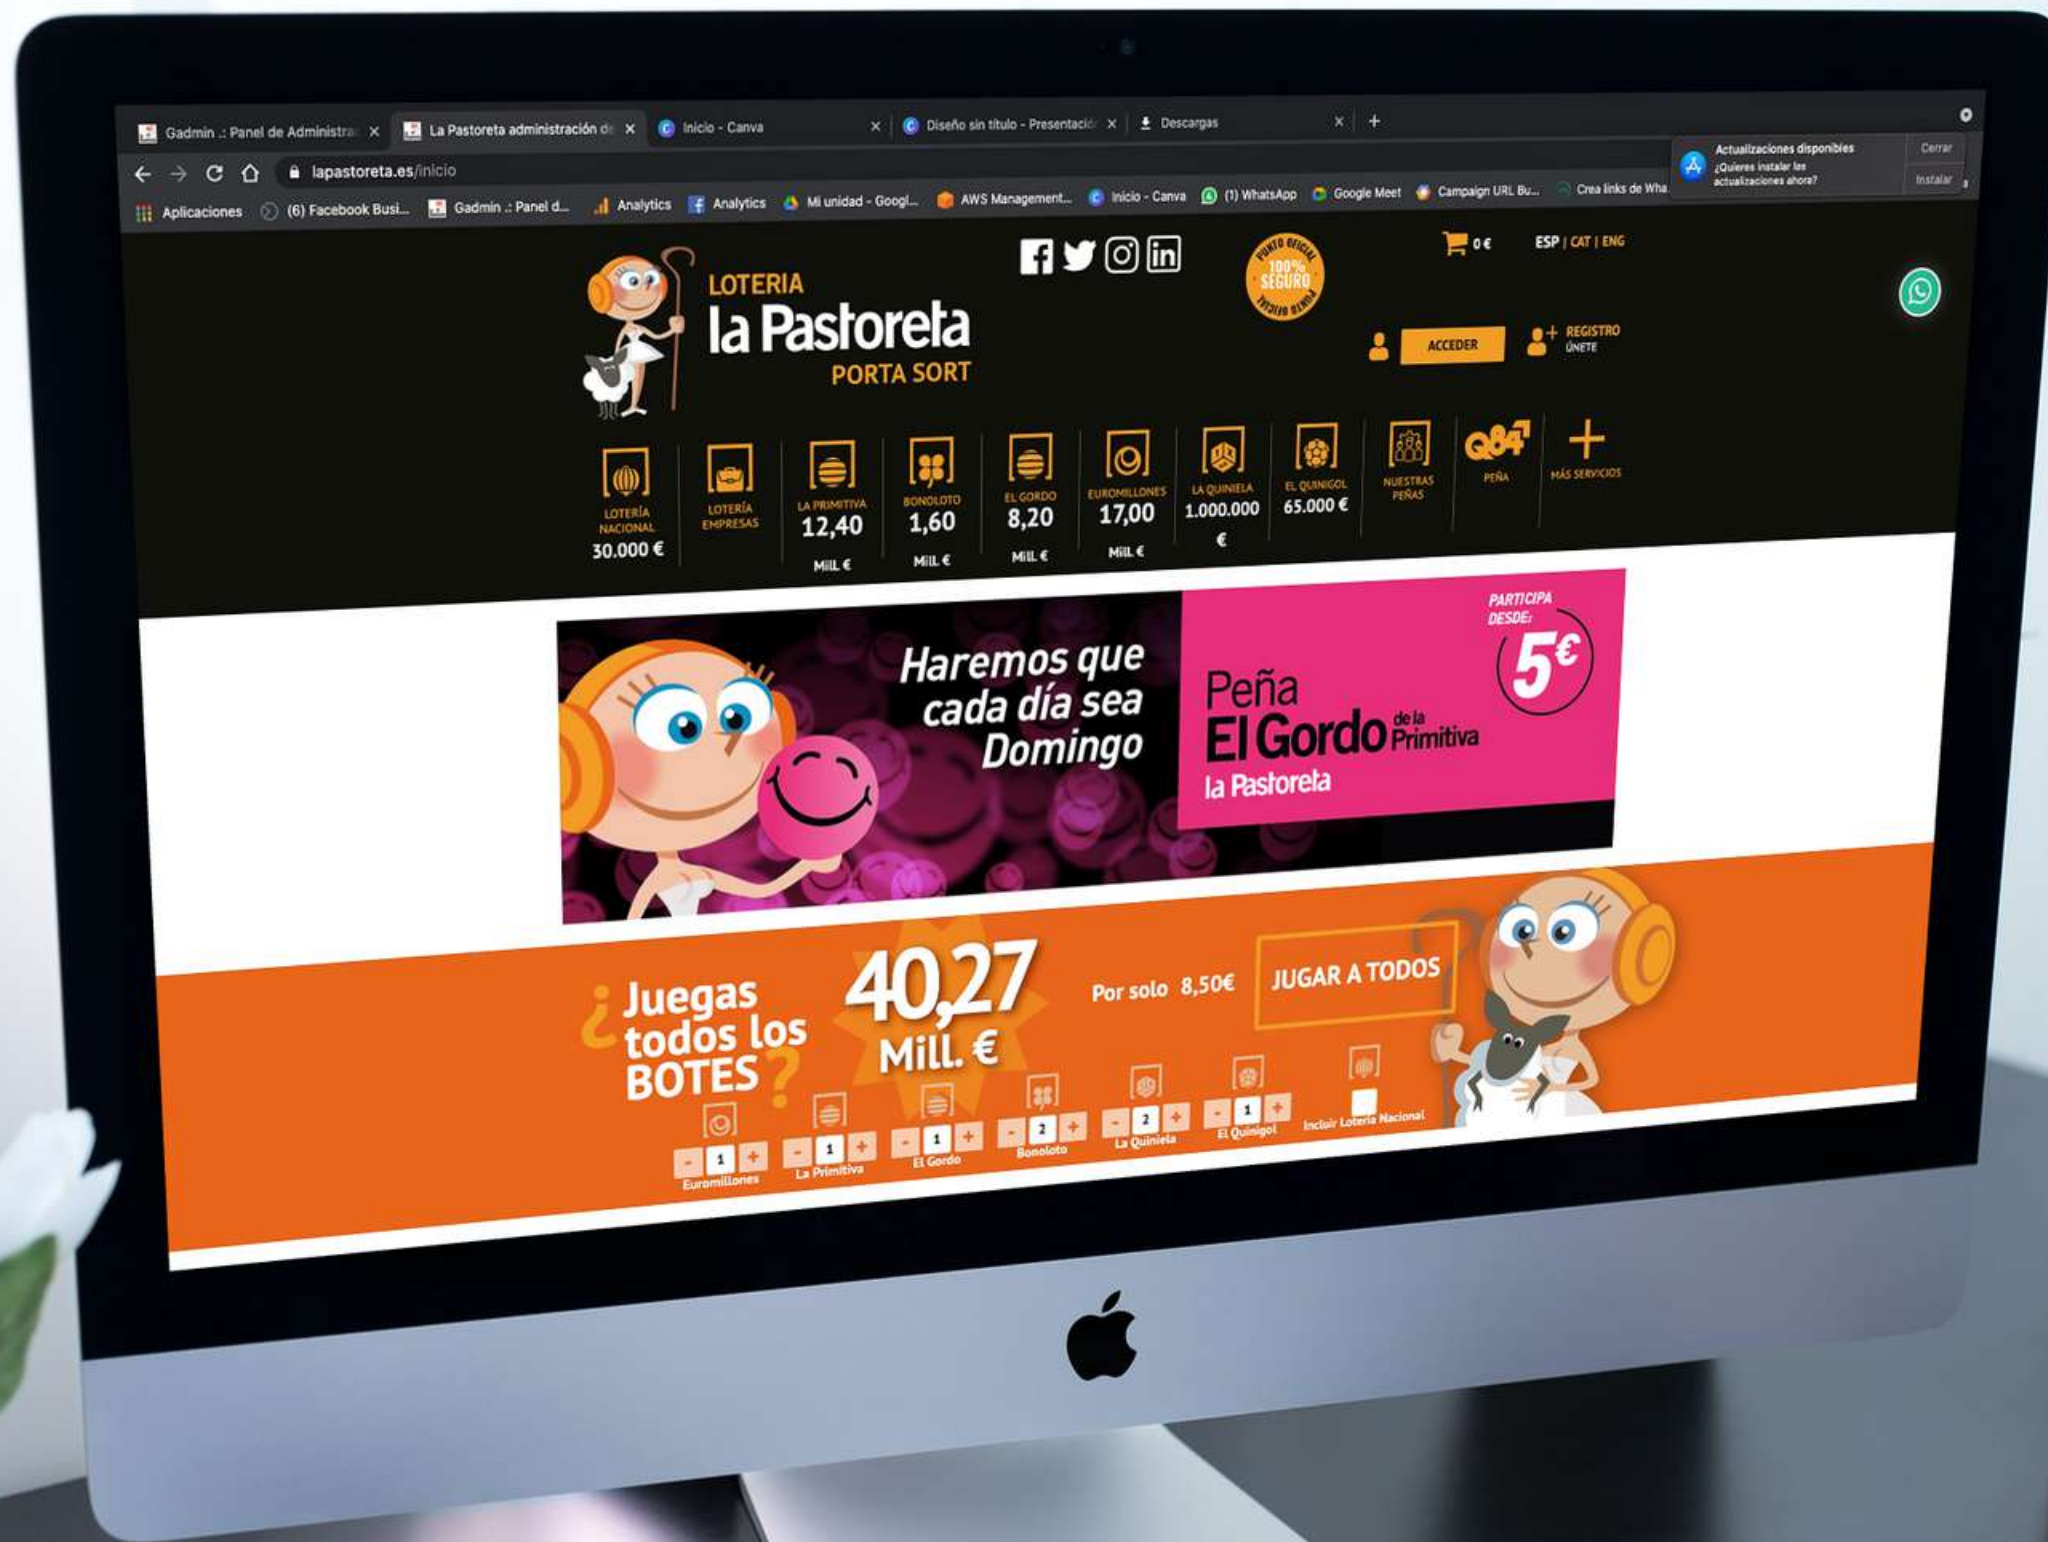 Gadmin .: Panel de Administra
La Pastoreta administración de
Inicio - Canva
Diseño sin título - Presentació
Descargas
lapastoreta.es/inicio
Actualizaciones disponibles
¿Quieres instalar las
actualizaciones ahora?
Cerrar
Instalar
Aplicaciones
(6) Facebook Busi...
Gadmin .: Panel d...
Analytics
Analytics
Mi unidad - Googl...
AWS Management...
Inicio - Canva
(1) WhatsApp
Google Meet
Campaign URL Bu...
Crea links de Wha
LOTERIA
la Pastoreta
PORTA SORT
PUNTO OFICIAL
100%
SEGURO
PUNTO OFICIAL
0 €
ESP | CAT | ENG
ACCEDER
REGISTRO
ÚNETE
LOTERÍA
NACIONAL
30.000 €
LOTERÍA
EMPRESAS
LA PRIMITIVA
12,40
Mill. €
BONOLOTO
1,60
Mill. €
EL GORDO
8,20
Mill. €
EUROMILLONES
17,00
Mill. €
LA QUINIELA
1.000.000
€
EL QUINIGOL
65.000 €
NUESTRAS
PEÑAS
Q84
PEÑA
MÁS SERVICIOS
Haremos que
cada día sea
Domingo
Peña
El Gordo de la Primitiva
la Pastoreta
PARTICIPA
DESDE:
5€
¿Juegas
todos los
BOTES?
40,27
Mill. €
Por solo 8,50€
JUGAR A TODOS
- 1 +
Euromillones
- 1 +
La Primitiva
- 1 +
El Gordo
- 2 +
Bonoloto
- 2 +
La Quiniela
- 1 +
El Quinigol
Incluir Lotería Nacional